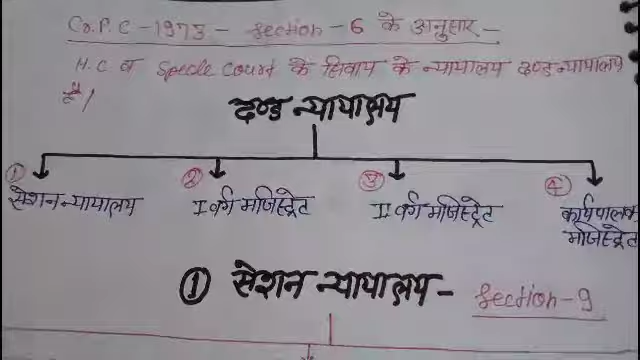 Cr.P.C-1973- Section-6 के अनुसार-
H.C व Specle Court के सिवाय के न्यायालय दण्ड न्यायालय
है।
दण्ड न्यायालय
① ② ③ ④
सेशन न्यायालय I वर्ग मजिस्ट्रेट II वर्ग मजिस्ट्रेट कार्यपालक
मजिस्ट्रेट
① सेशन न्यायालय - Section-9